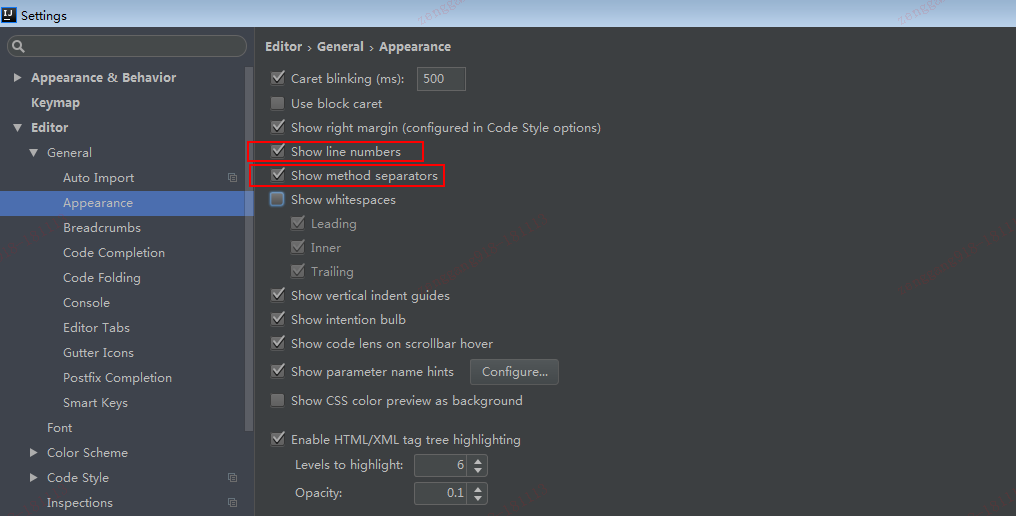 IJ Settings
Appearance & Behavior
Keymap
Editor
General
Auto Import
Appearance
Breadcrumbs
Code Completion
Code Folding
Console
Editor Tabs
Gutter Icons
Postfix Completion
Smart Keys
Font
Color Scheme
Code Style
Inspections
Editor › General › Appearance
Caret blinking (ms): 500
Use block caret
Show right margin (configured in Code Style options)
Show line numbers
Show method separators
Show whitespaces
Leading
Inner
Trailing
Show vertical indent guides
Show intention bulb
Show code lens on scrollbar hover
Show parameter name hints Configure...
Show CSS color preview as background
Enable HTML/XML tag tree highlighting
Levels to highlight: 6
Opacity: 0.1